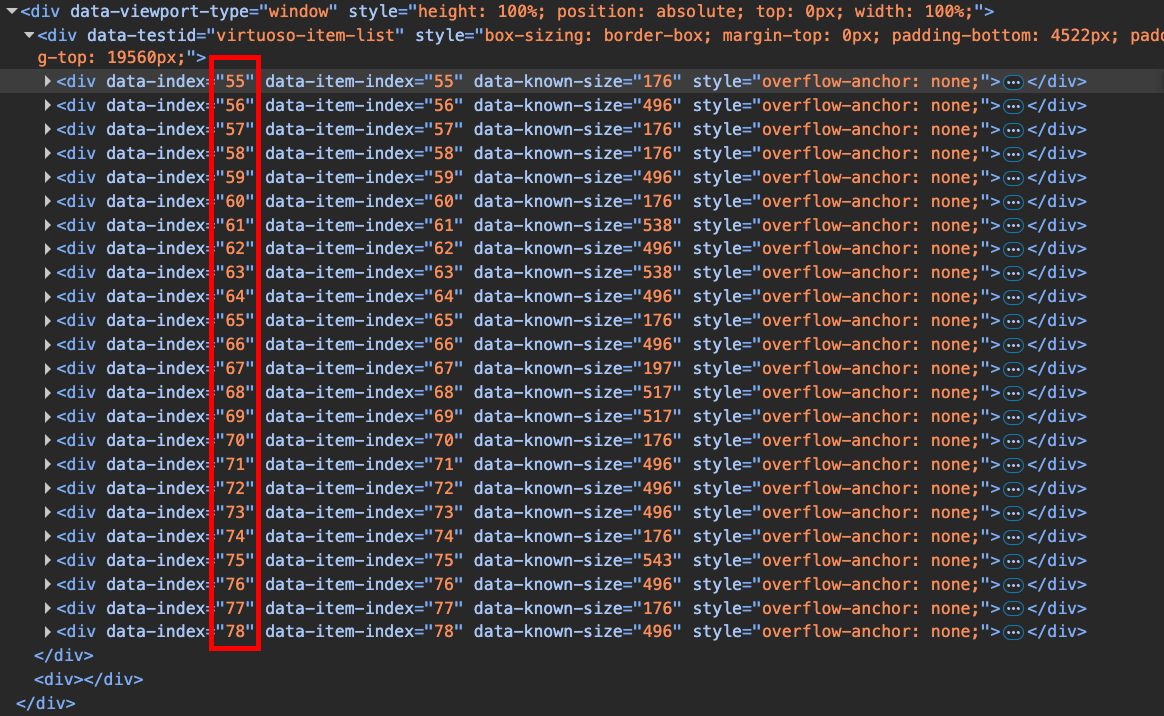 <div data-viewport-type="window" style="height: 100%; position: absolute; top: 0px; width: 100%;">
<div data-testid="virtuoso-item-list" style="box-sizing: border-box; margin-top: 0px; padding-bottom: 4522px; paddin
g-top: 19560px;">
<div data-index="55" data-item-index="55" data-known-size="176" style="overflow-anchor: none;">…</div>
<div data-index="56" data-item-index="56" data-known-size="496" style="overflow-anchor: none;">…</div>
<div data-index="57" data-item-index="57" data-known-size="176" style="overflow-anchor: none;">…</div>
<div data-index="58" data-item-index="58" data-known-size="176" style="overflow-anchor: none;">…</div>
<div data-index="59" data-item-index="59" data-known-size="496" style="overflow-anchor: none;">…</div>
<div data-index="60" data-item-index="60" data-known-size="176" style="overflow-anchor: none;">…</div>
<div data-index="61" data-item-index="61" data-known-size="538" style="overflow-anchor: none;">…</div>
<div data-index="62" data-item-index="62" data-known-size="496" style="overflow-anchor: none;">…</div>
<div data-index="63" data-item-index="63" data-known-size="538" style="overflow-anchor: none;">…</div>
<div data-index="64" data-item-index="64" data-known-size="496" style="overflow-anchor: none;">…</div>
<div data-index="65" data-item-index="65" data-known-size="176" style="overflow-anchor: none;">…</div>
<div data-index="66" data-item-index="66" data-known-size="496" style="overflow-anchor: none;">…</div>
<div data-index="67" data-item-index="67" data-known-size="197" style="overflow-anchor: none;">…</div>
<div data-index="68" data-item-index="68" data-known-size="517" style="overflow-anchor: none;">…</div>
<div data-index="69" data-item-index="69" data-known-size="517" style="overflow-anchor: none;">…</div>
<div data-index="70" data-item-index="70" data-known-size="176" style="overflow-anchor: none;">…</div>
<div data-index="71" data-item-index="71" data-known-size="496" style="overflow-anchor: none;">…</div>
<div data-index="72" data-item-index="72" data-known-size="496" style="overflow-anchor: none;">…</div>
<div data-index="73" data-item-index="73" data-known-size="496" style="overflow-anchor: none;">…</div>
<div data-index="74" data-item-index="74" data-known-size="176" style="overflow-anchor: none;">…</div>
<div data-index="75" data-item-index="75" data-known-size="543" style="overflow-anchor: none;">…</div>
<div data-index="76" data-item-index="76" data-known-size="496" style="overflow-anchor: none;">…</div>
<div data-index="77" data-item-index="77" data-known-size="176" style="overflow-anchor: none;">…</div>
<div data-index="78" data-item-index="78" data-known-size="496" style="overflow-anchor: none;">…</div>
</div>
<div></div>
</div>